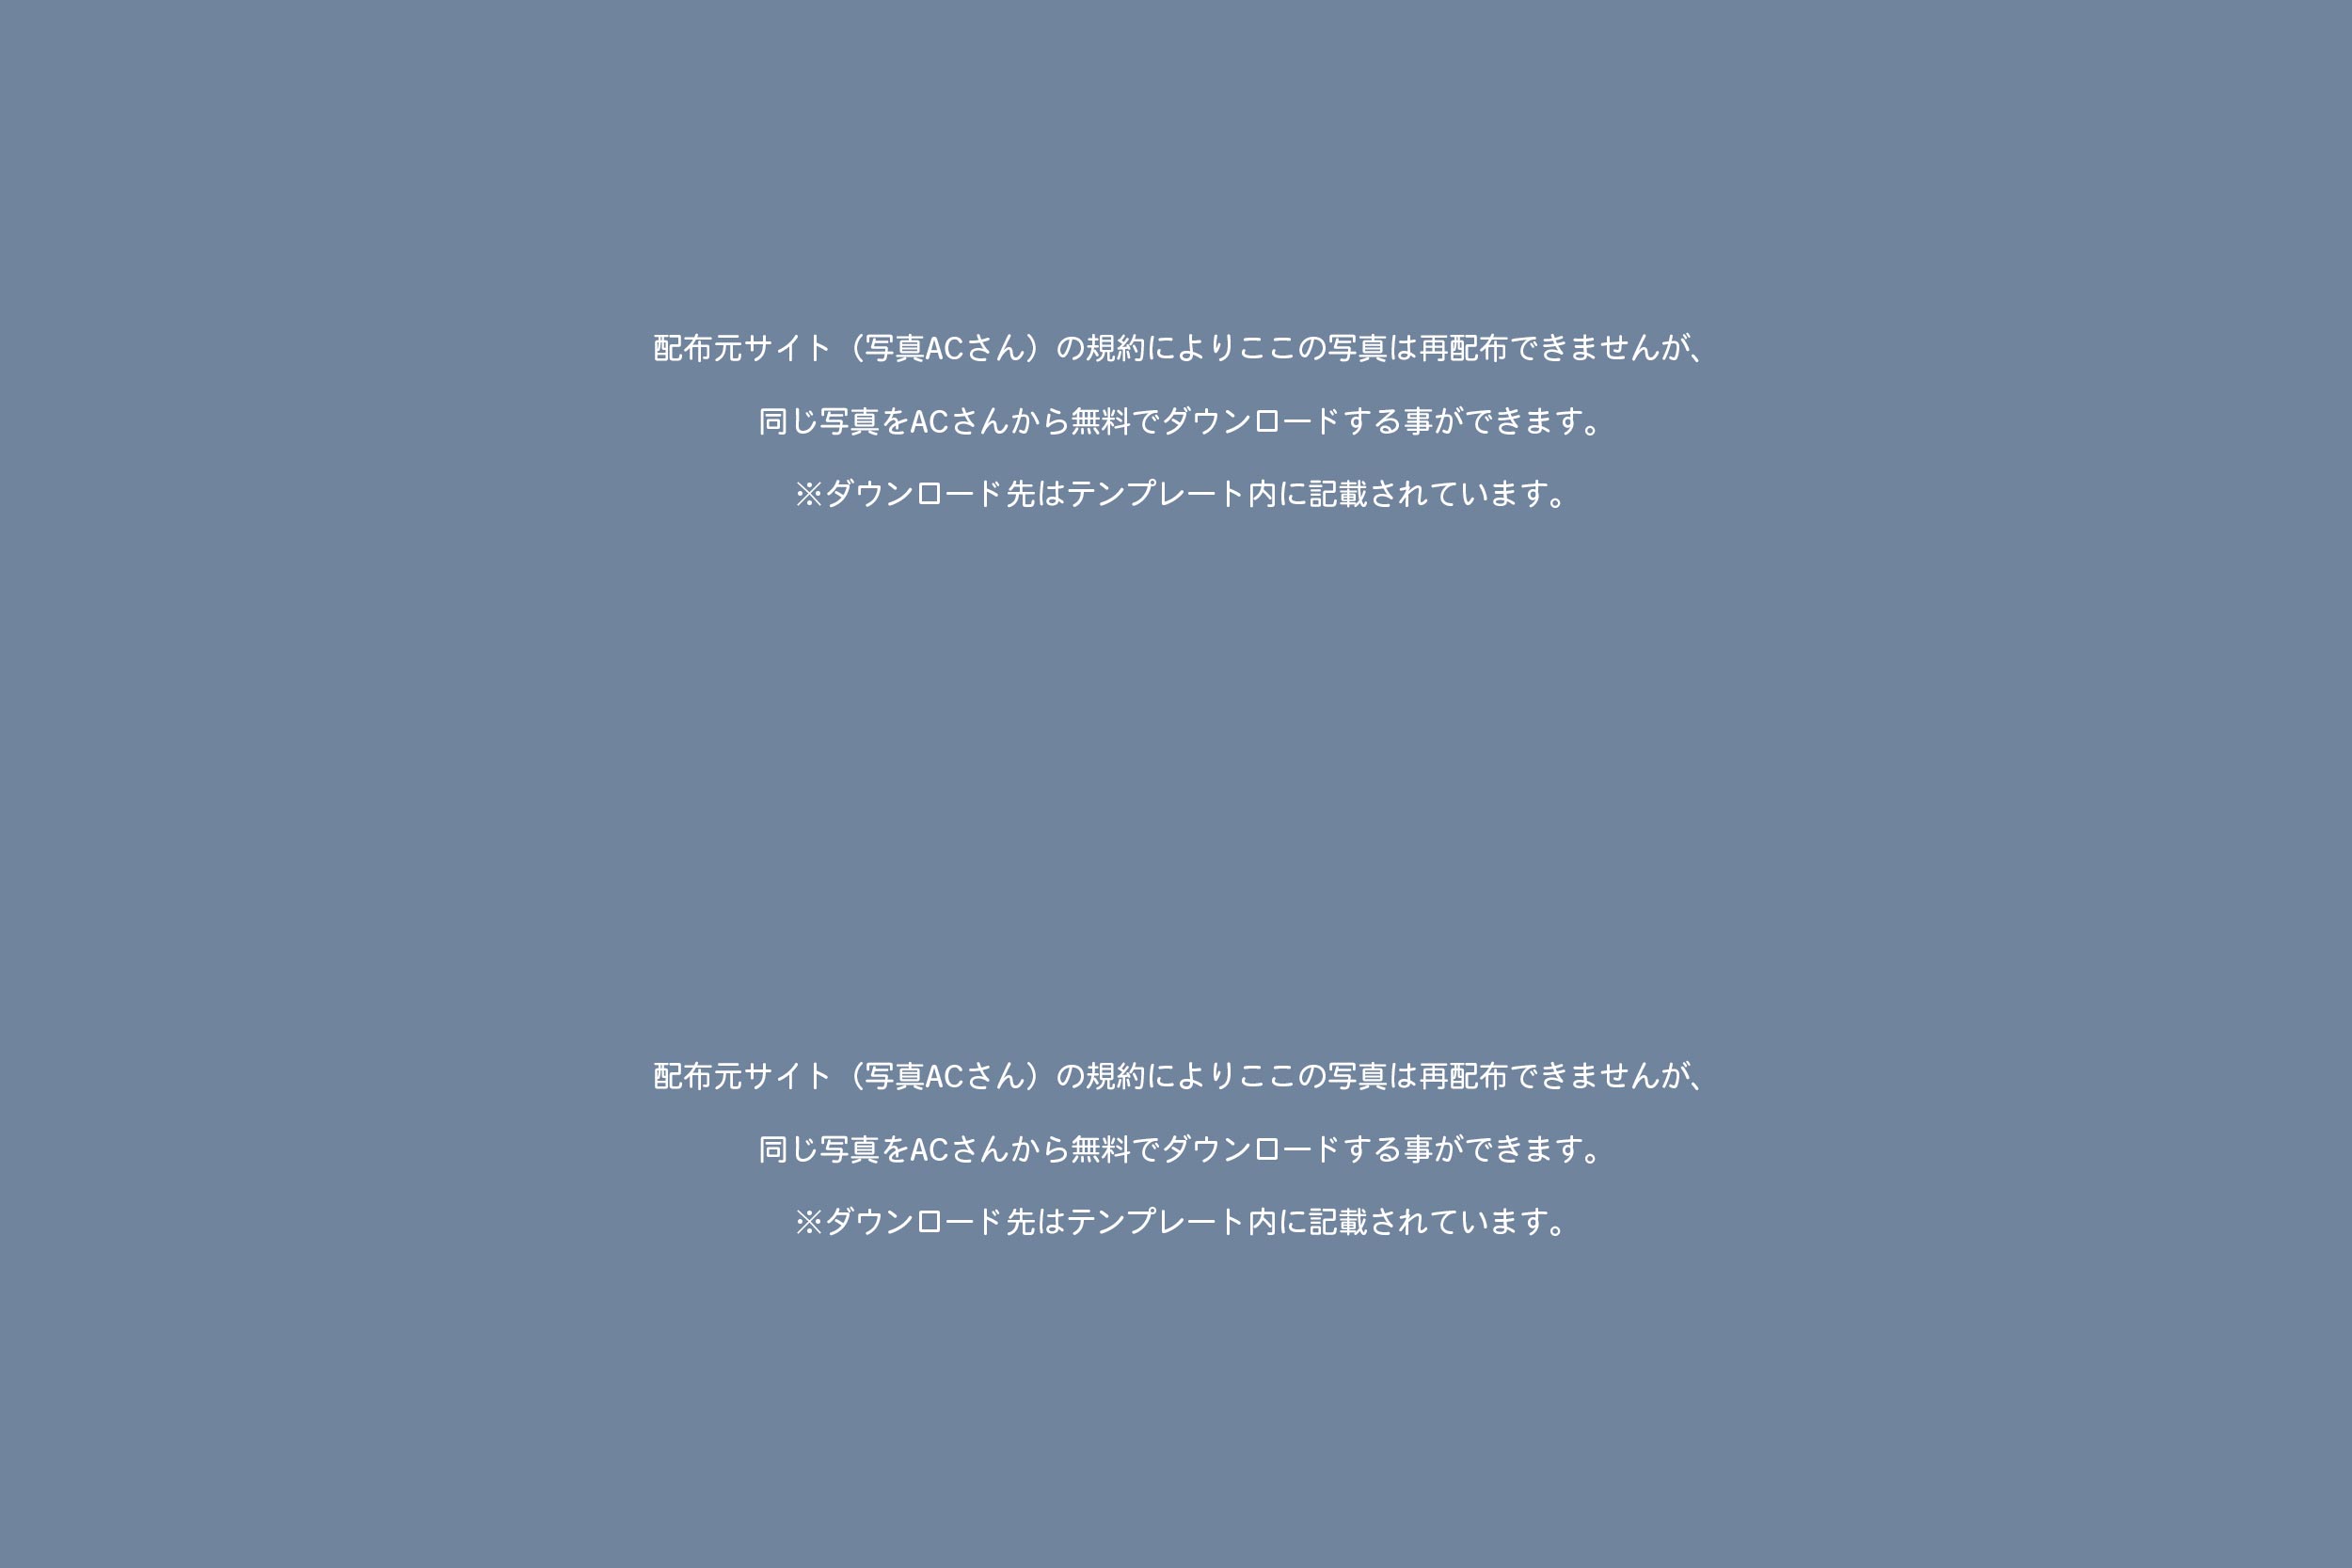 配布元サイト（写真ACさん）の規約によりここの写真は再配布できませんが、
同じ写真をACさんから無料でダウンロードする事ができます。
※ダウンロード先はテンプレート内に記載されています。
配布元サイト（写真ACさん）の規約によりここの写真は再配布できませんが、
同じ写真をACさんから無料でダウンロードする事ができます。
※ダウンロード先はテンプレート内に記載されています。